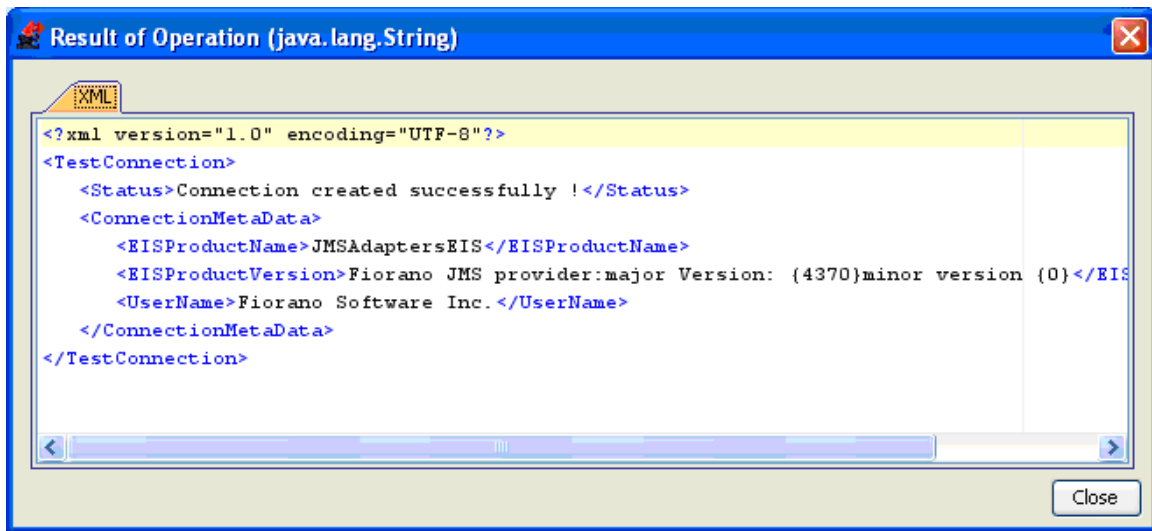 Result of Operation (java.lang.String)
XML
<?xml version="1.0" encoding="UTF-8"?>
<TestConnection>
<Status>Connection created successfully !</Status>
<ConnectionMetaData>
<EISProductName>JMSAdaptersEIS</EISProductName>
<EISProductVersion>Fiorano JMS provider:major Version: {4370}minor version {0}</EIS
<UserName>Fiorano Software Inc.</UserName>
</ConnectionMetaData>
</TestConnection>
Close